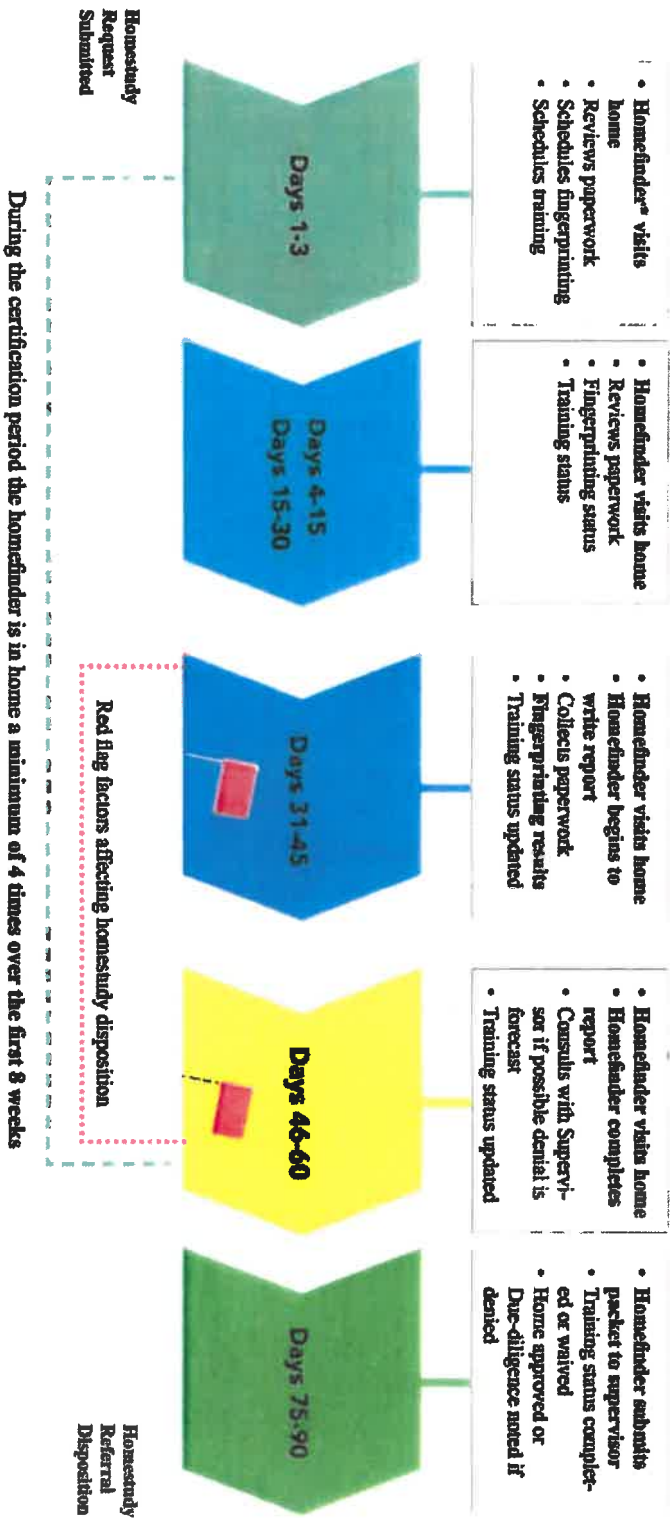 • Homefinder* visits
home
• Reviews paperwork
• Schedules fingerprinting
• Schedules training
• Homefinder visits home
• Reviews paperwork
• Fingerprinting status
• Training status
• Homefinder visits home
• Homefinder begins to
write report
• Collects paperwork
• Fingerprinting results
• Training status updated
• Homefinder visits home
• Homefinder completes
report
• Consults with Supervi-
sor if possible denial is
forecast
• Training status updated
• Homefinder submits
packet to supervisor
• Training status complet-
ed or waived
• Home approved or
Due-diligence noted if
denied
Days 1-3
Days 4-15
Days 15-30
Days 31-45
Days 46-60
Days 75-90
Homestudy
Request
Submitted
Red flag factors affecting homestudy disposition
Homestudy
Referral
Disposition
During the certification period the homefinder is in home a minimum of 4 times over the first 8 weeks